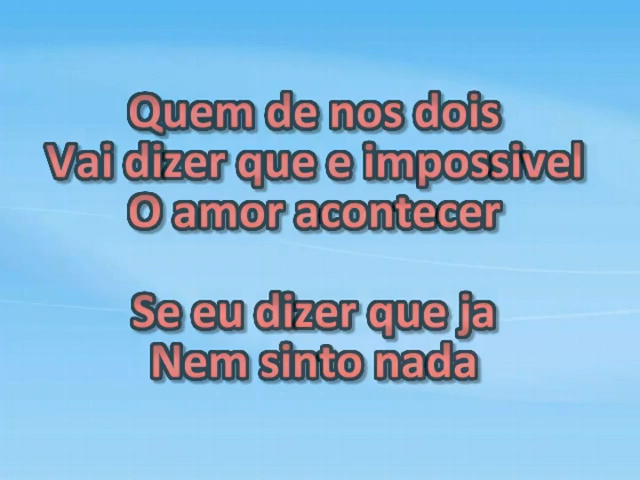 Quem de nos dois
Vai dizer que e impossivel
O amor acontecer
Se eu dizer que ja
Nem sinto nada